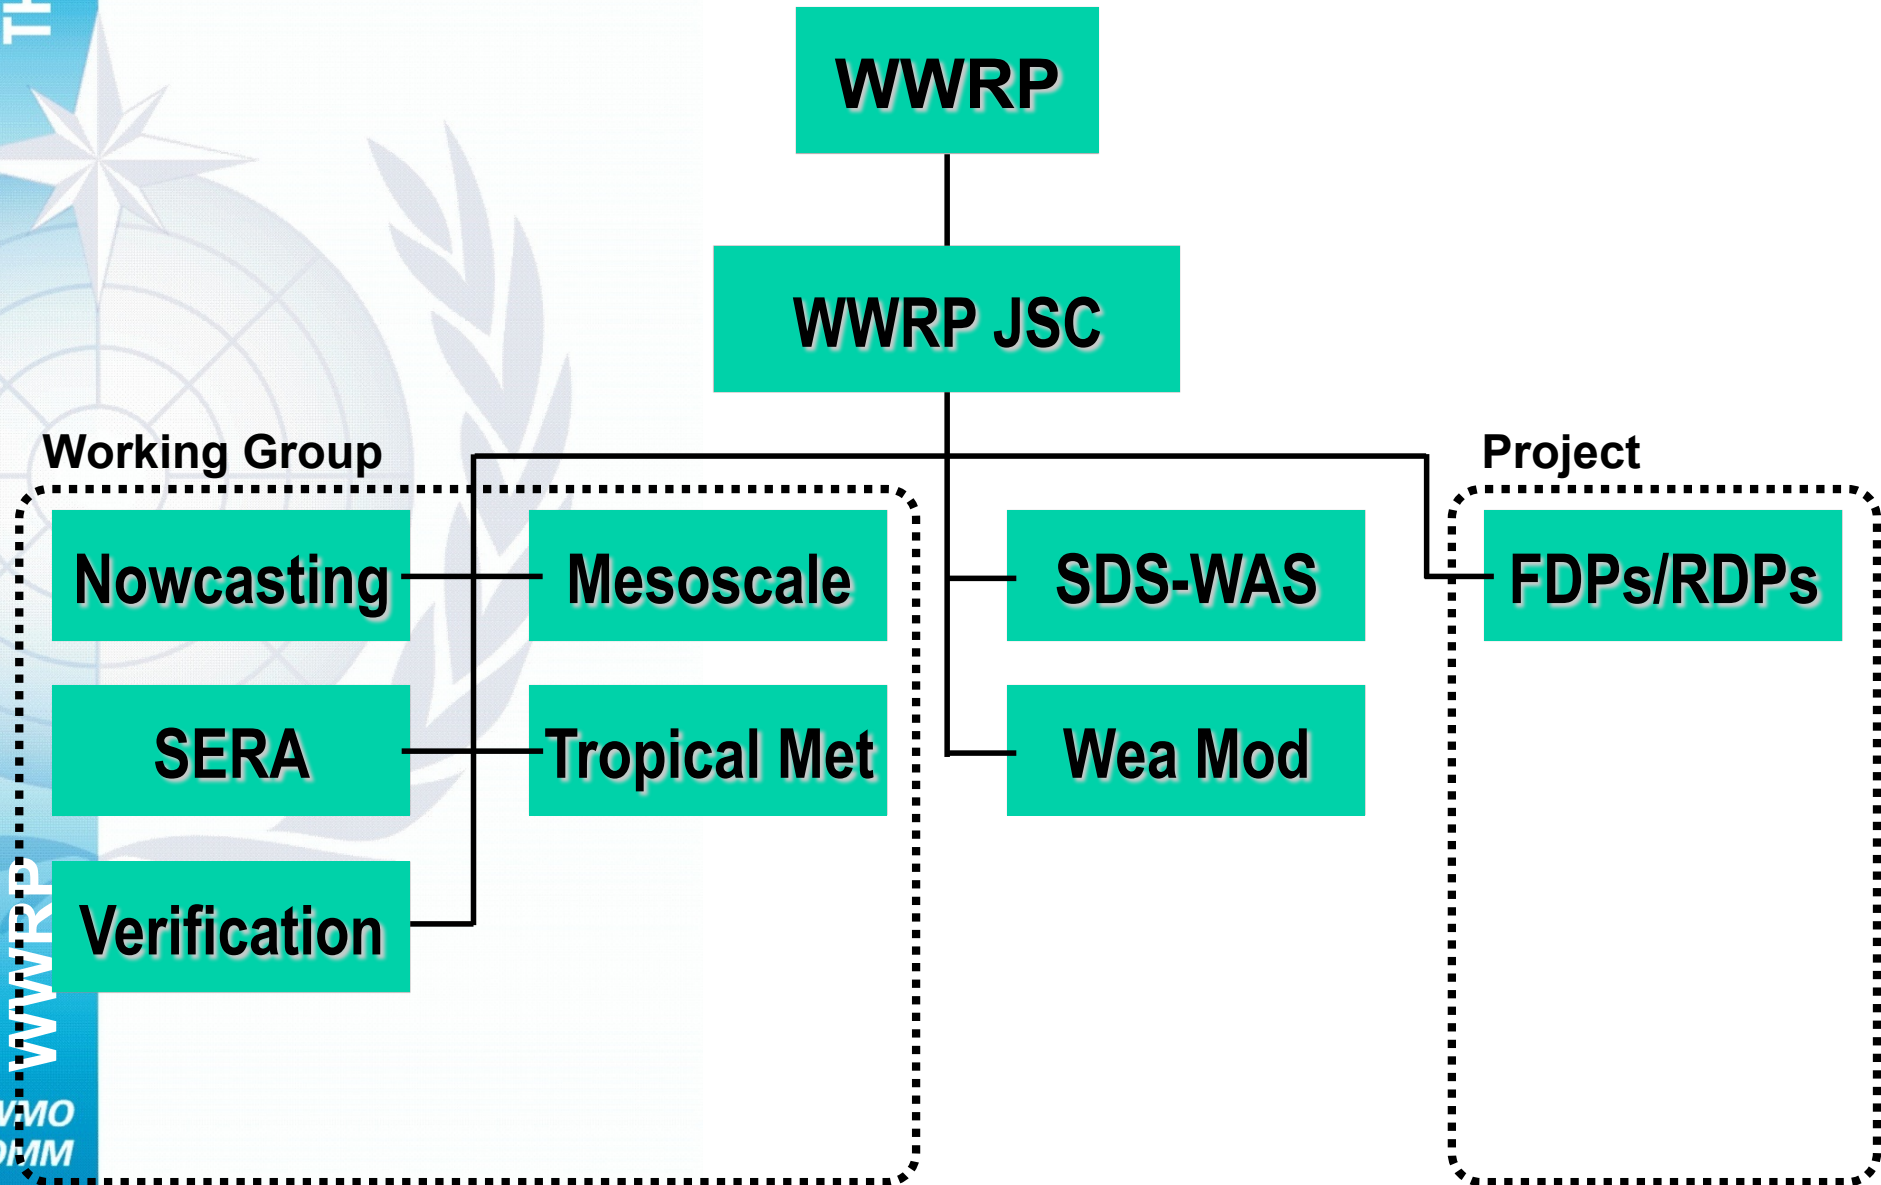 WWRP
WWRP JSC
Working Group
Project
Nowcasting
Mesoscale
SDS-WAS
FDPs/RDPs
SERA
Tropical Met
Wea Mod
Verification
WWRP